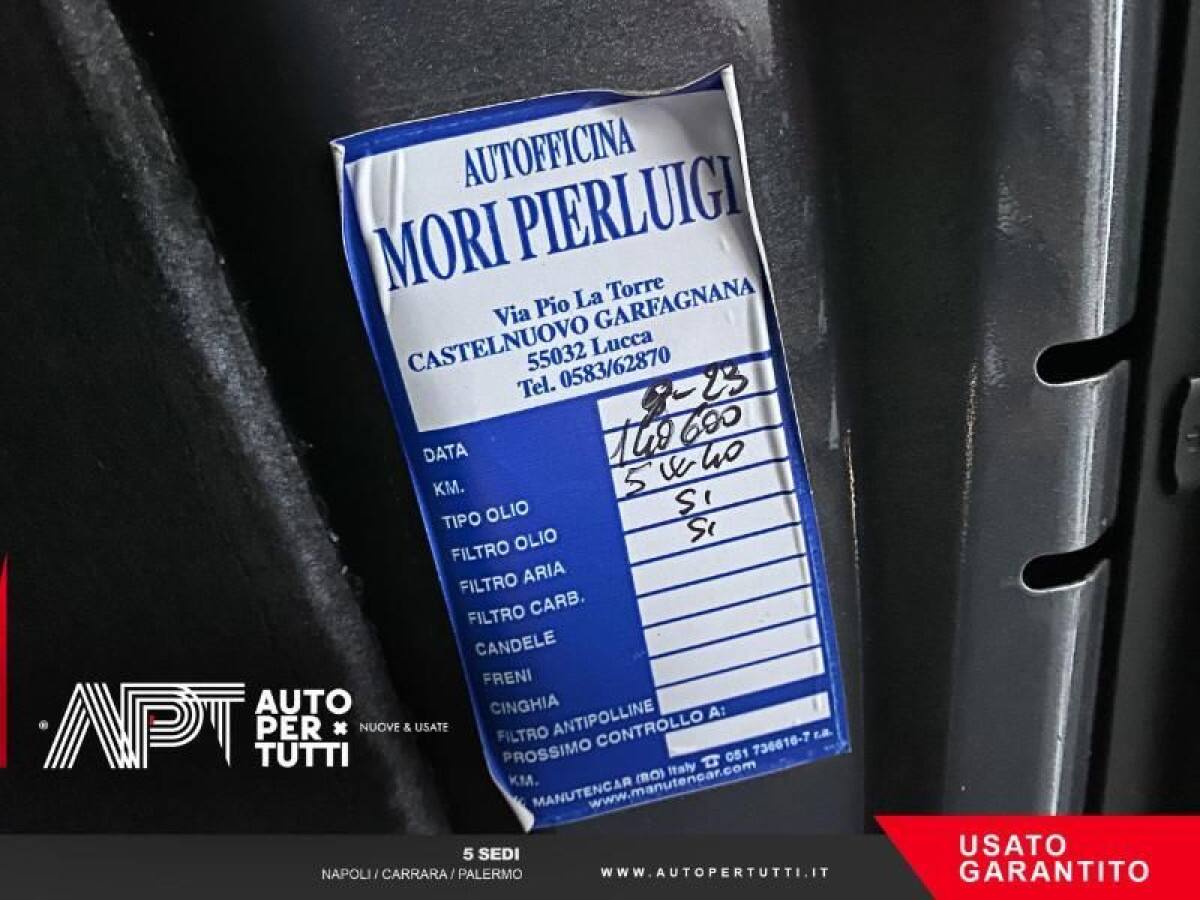 AUTOFFICINA
MORI PIERLUIGI
Via Pio La Torre
CASTELNUOVO GARFAGNANA
55032 Lucca
Tel. 0583/62870
DATA -23
KM. 140600
TIPO OLIO 5W40
FILTRO OLIO SI
FILTRO ARIA SI
FILTRO CARB.
CANDELE
FRENI
CINGHIA
FILTRO ANTIPOLLINE
PROSSIMO CONTROLLO A:
KM.
MANUTENCAR (BO) Italy ☎ 051 736616-7 r.a.
www.manutencar.com
® APT AUTO
PER
TUTTI
NUOVE & USATE
5 SEDI
NAPOLI / CARRARA / PALERMO
WWW.AUTOPERTUTTI.IT
USATO
GARANTITO